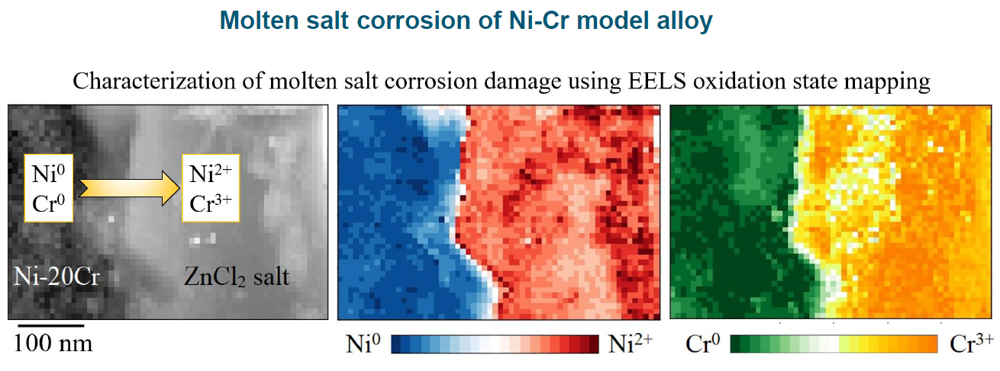 Molten salt corrosion of Ni-Cr model alloy
Characterization of molten salt corrosion damage using EELS oxidation state mapping
Ni⁰
Cr⁰
Ni²⁺
Cr³⁺
Ni-20Cr
ZnCl₂ salt
100 nm
Ni⁰
Ni²⁺
Cr⁰
Cr³⁺